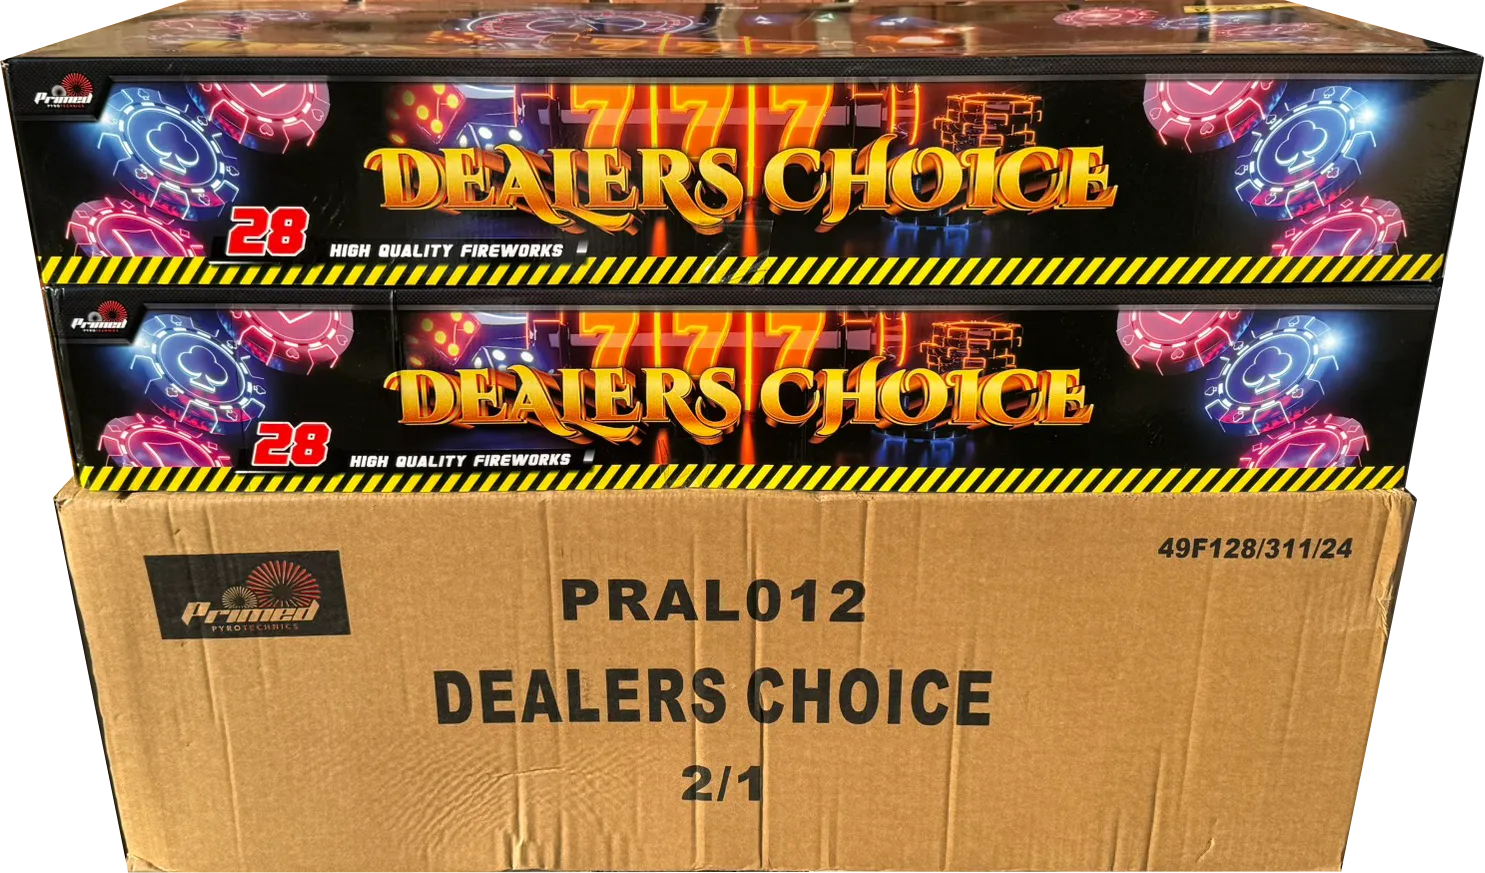 777
Primed
PYROTECHNICS
DEALERS CHOICE
28
HIGH QUALITY FIREWORKS
777
Primed
PYROTECHNICS
DEALERS CHOICE
28
HIGH QUALITY FIREWORKS
49F128/311/24
Primed
PYROTECHNICS
PRAL012
DEALERS CHOICE
2/1